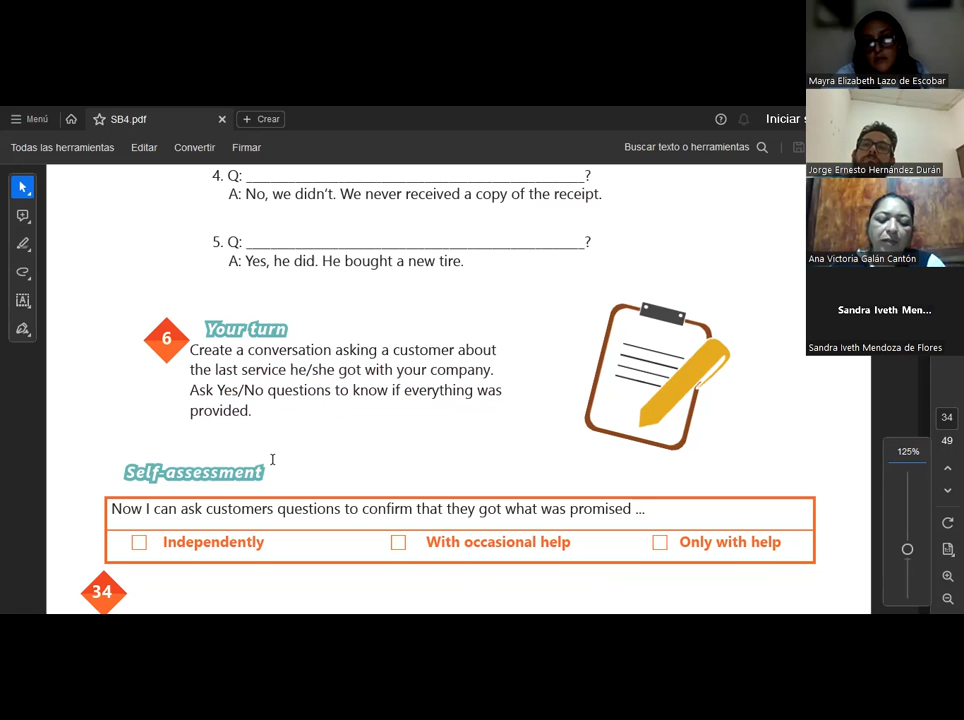 Menú
SB4.pdf
Crear
Iniciar s
Todas las herramientas
Editar
Convertir
Firmar
Buscar texto o herramientas
4. Q: ________________________________________?
A: No, we didn't. We never received a copy of the receipt.
5. Q: ________________________________________?
A: Yes, he did. He bought a new tire.
6
Your turn
Create a conversation asking a customer about
the last service he/she got with your company.
Ask Yes/No questions to know if everything was
provided.
Self-assessment
Now I can ask customers questions to confirm that they got what was promised ...
Independently
With occasional help
Only with help
34
Mayra Elizabeth Lazo de Escobar
Jorge Ernesto Hernández Durán
Ana Victoria Galán Cantón
Sandra Iveth Men...
Sandra Iveth Mendoza de Flores
34
49
125%